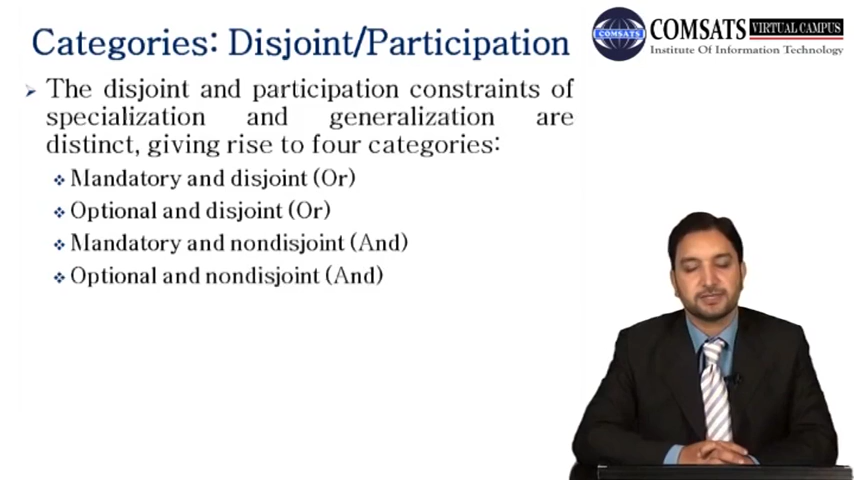 Categories: Disjoint/Participation
COMSATS
COMSATS VIRTUAL CAMPUS
Institute Of Information Technology
➤ The disjoint and participation constraints of
specialization and generalization are
distinct, giving rise to four categories:
❖ Mandatory and disjoint (Or)
❖ Optional and disjoint (Or)
❖ Mandatory and nondisjoint (And)
❖ Optional and nondisjoint (And)